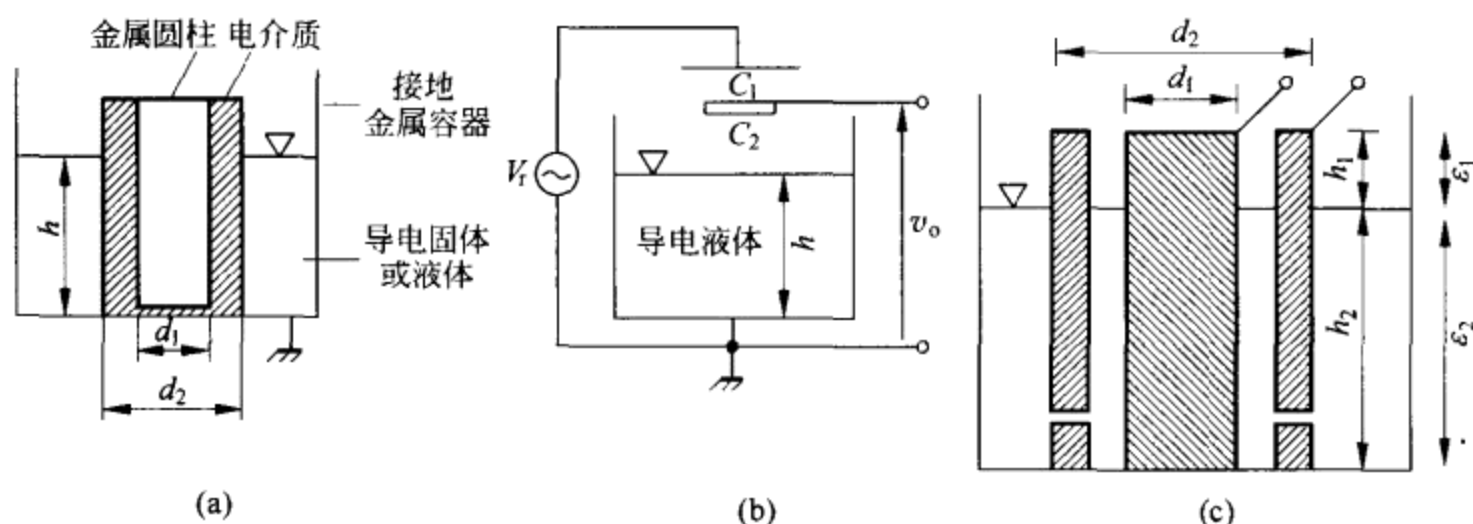 金属圆柱 电介质
接地
金属容器
h
导电固体
或液体
d₁
d₂
(a)
C₁
C₂
Vᵣ
导电液体
h
vₒ
(b)
d₂
d₁
h₁
ε₁
h₂
ε₂
(c)